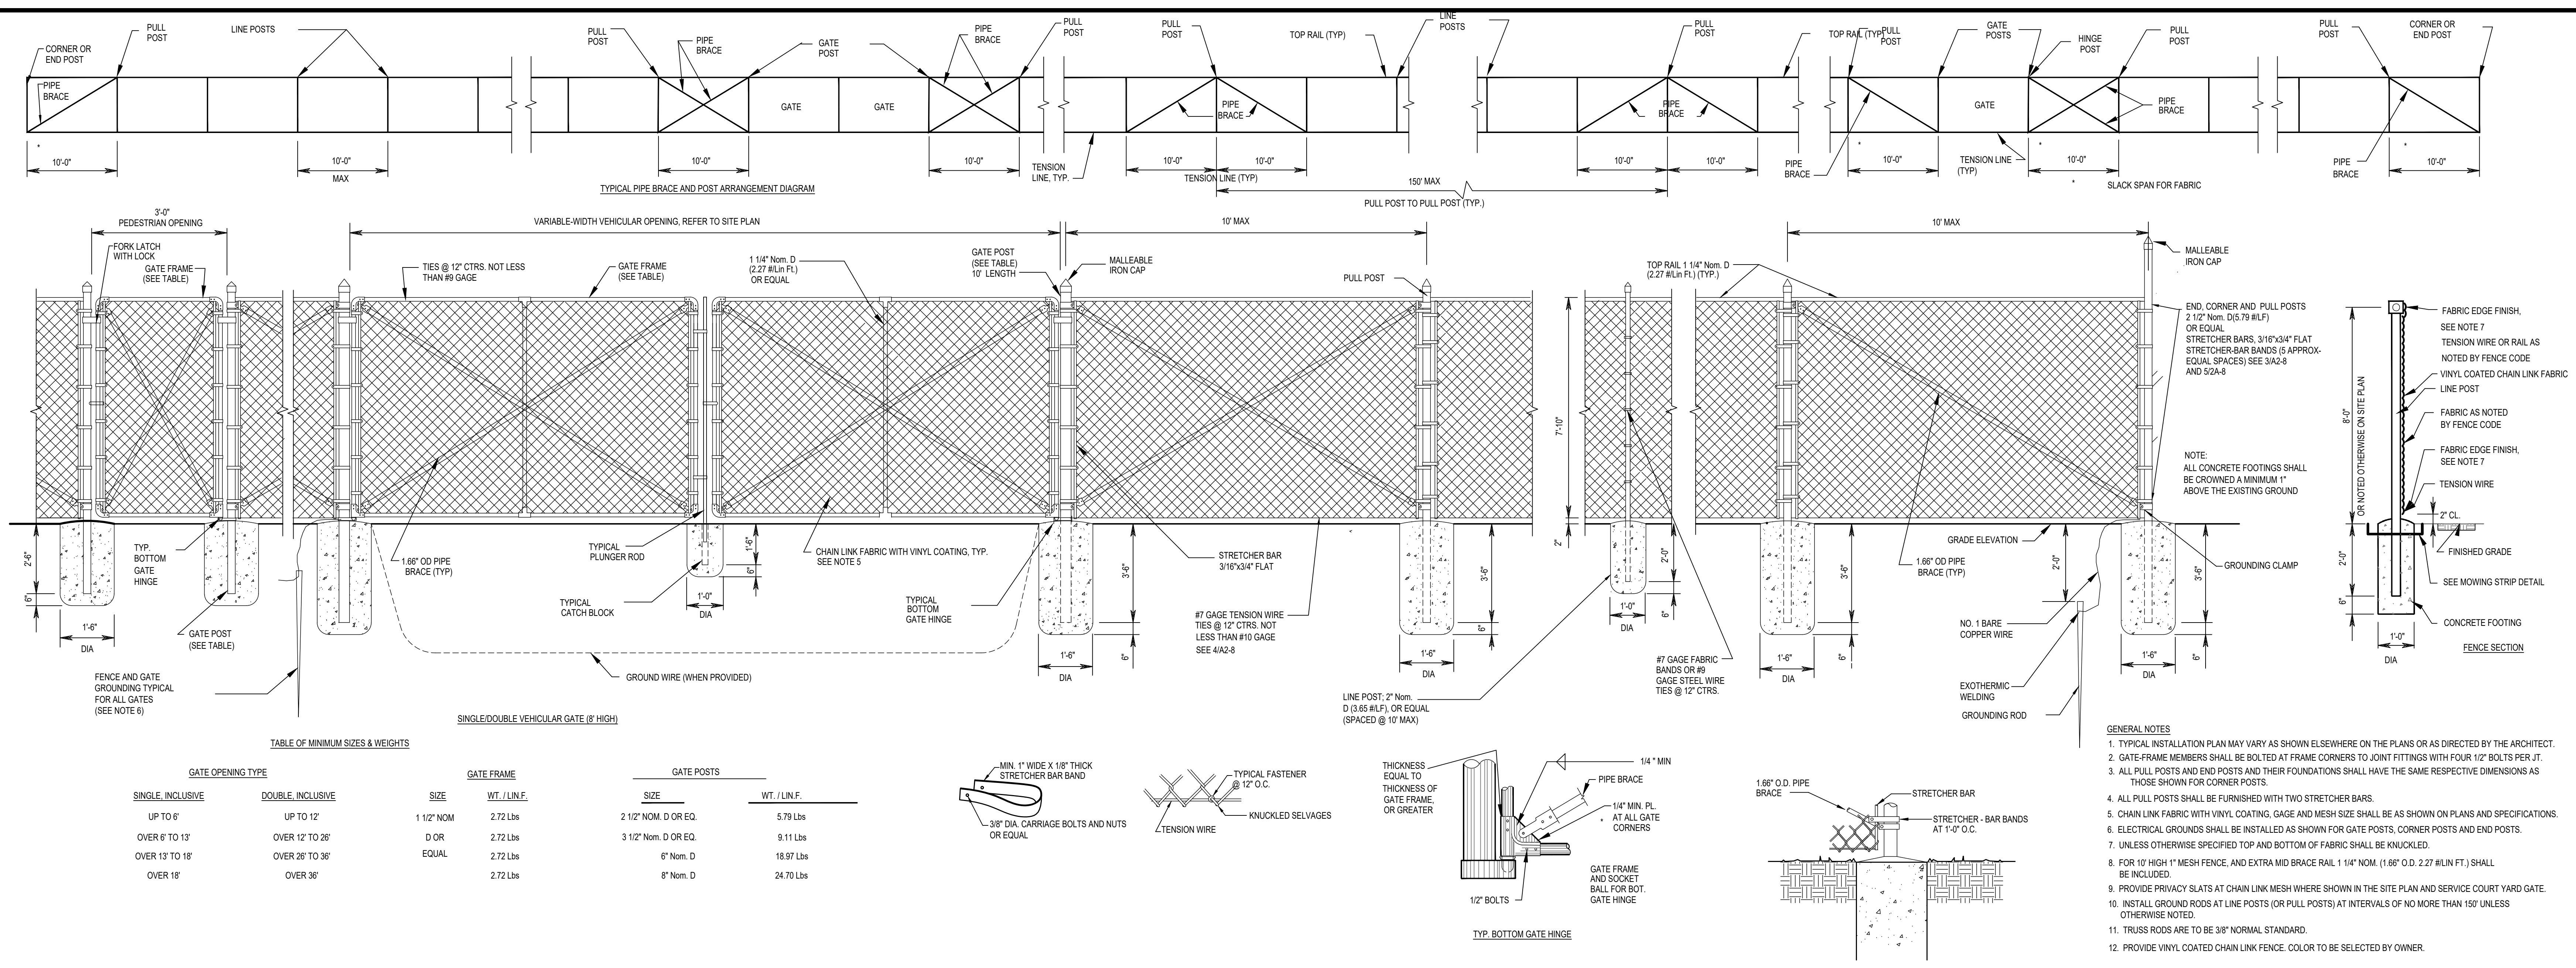 CORNER OR
END POST
PULL
POST
LINE POSTS
PULL
POST
PIPE
BRACE
GATE
POST
PIPE
BRACE
PULL
POST
PULL
POST
TOP RAIL (TYP)
LINE
POSTS
PULL
POST
TOP RAIL (TYP)
PULL
POST
GATE
POSTS
HINGE
POST
PULL
POST
PULL
POST
CORNER OR
END POST
PIPE
BRACE
GATE
GATE
PIPE
BRACE
PIPE
BRACE
GATE
PIPE
BRACE
*
10'-0"
10'-0"
MAX
10'-0"
10'-0"
TENSION
LINE, TYP.
10'-0"
10'-0"
TENSION LINE (TYP)
10'-0"
10'-0"
PIPE
BRACE
*
10'-0"
TENSION LINE
(TYP)
*
10'-0"
PIPE
BRACE
*
10'-0"
TYPICAL PIPE BRACE AND POST ARRANGEMENT DIAGRAM
150' MAX
PULL POST TO PULL POST (TYP.)
*
SLACK SPAN FOR FABRIC
3'-0"
PEDESTRIAN OPENING
VARIABLE-WIDTH VEHICULAR OPENING, REFER TO SITE PLAN
10' MAX
10' MAX
FORK LATCH
WITH LOCK
GATE FRAME
(SEE TABLE)
TIES @ 12" CTRS. NOT LESS
THAN #9 GAGE
GATE FRAME
(SEE TABLE)
1 1/4" Nom. D
(2.27 #/Lin Ft.)
OR EQUAL
GATE POST
(SEE TABLE)
10' LENGTH
MALLEABLE
IRON CAP
PULL POST
TOP RAIL 1 1/4" Nom. D
(2.27 #/Lin Ft.) (TYP.)
MALLEABLE
IRON CAP
END, CORNER AND PULL POSTS
2 1/2" Nom. D(5.79 #/LF)
OR EQUAL
STRETCHER BARS, 3/16"x3/4" FLAT
STRETCHER-BAR BANDS (5 APPROX-
EQUAL SPACES) SEE 3/A2-8
AND 5/2A-8
7'-10"
2"
8'-0"
OR NOTED OTHERWISE ON SITE PLAN
FABRIC EDGE FINISH,
SEE NOTE 7
TENSION WIRE OR RAIL AS
NOTED BY FENCE CODE
VINYL COATED CHAIN LINK FABRIC
LINE POST
FABRIC AS NOTED
BY FENCE CODE
FABRIC EDGE FINISH,
SEE NOTE 7
TENSION WIRE
2" CL.
FINISHED GRADE
SEE MOWING STRIP DETAIL
CONCRETE FOOTING
2'-0"
6"
1'-0"
DIA
FENCE SECTION
NOTE:
ALL CONCRETE FOOTINGS SHALL
BE CROWNED A MINIMUM 1"
ABOVE THE EXISTING GROUND
2'-6"
6"
1'-6"
DIA
TYP.
BOTTOM
GATE
HINGE
GATE POST
(SEE TABLE)
FENCE AND GATE
GROUNDING TYPICAL
FOR ALL GATES
(SEE NOTE 6)
1.66" OD PIPE
BRACE (TYP)
TYPICAL
PLUNGER ROD
TYPICAL
CATCH BLOCK
1'-0"
DIA
1'-6"
6"
CHAIN LINK FABRIC WITH VINYL COATING, TYP.
SEE NOTE 5
TYPICAL
BOTTOM
GATE HINGE
GROUND WIRE (WHEN PROVIDED)
3'-6"
6"
1'-6"
DIA
STRETCHER BAR
3/16"x3/4" FLAT
#7 GAGE TENSION WIRE
TIES @ 12" CTRS. NOT
LESS THAN #10 GAGE
SEE 4/A2-8
1'-6"
DIA
3'-6"
6"
LINE POST; 2" Nom.
D (3.65 #/LF), OR EQUAL
(SPACED @ 10' MAX)
1'-0"
DIA
2'-0"
6"
#7 GAGE FABRIC
BANDS OR #9
GAGE STEEL WIRE
TIES @ 12" CTRS.
1'-6"
DIA
3'-6"
6"
1.66" OD PIPE
BRACE (TYP)
GRADE ELEVATION
2'-0"
NO. 1 BARE
COPPER WIRE
EXOTHERMIC
WELDING
GROUNDING ROD
GROUNDING CLAMP
3'-6"
6"
1'-6"
DIA
SINGLE/DOUBLE VEHICULAR GATE (8' HIGH)
TABLE OF MINIMUM SIZES & WEIGHTS
GATE OPENING TYPE GATE FRAME GATE POSTS
SINGLE, INCLUSIVE DOUBLE, INCLUSIVE SIZE WT. / LIN.F. SIZE WT. / LIN.F.
UP TO 6' UP TO 12' 1 1/2" NOM 2.72 Lbs 2 1/2" NOM. D OR EQ. 5.79 Lbs
OVER 6' TO 13' OVER 12' TO 26' D OR 2.72 Lbs 3 1/2" Nom. D OR EQ. 9.11 Lbs
OVER 13' TO 18' OVER 26' TO 36' EQUAL 2.72 Lbs 6" Nom. D 18.97 Lbs
OVER 18' OVER 36' 2.72 Lbs 8" Nom. D 24.70 Lbs
MIN. 1" WIDE X 1/8" THICK
STRETCHER BAR BAND
3/8" DIA. CARRIAGE BOLTS AND NUTS
OR EQUAL
TYPICAL FASTENER
@ 12" O.C.
KNUCKLED SELVAGES
TENSION WIRE
THICKNESS
EQUAL TO
THICKNESS OF
GATE FRAME,
OR GREATER
1/4 " MIN
PIPE BRACE
1/4" MIN. PL.
* AT ALL GATE
CORNERS
1/2" BOLTS
GATE FRAME
AND SOCKET
BALL FOR BOT.
GATE HINGE
TYP. BOTTOM GATE HINGE
1.66" O.D. PIPE
BRACE
STRETCHER BAR
STRETCHER - BAR BANDS
AT 1'-0" O.C.
GENERAL NOTES
1. TYPICAL INSTALLATION PLAN MAY VARY AS SHOWN ELSEWHERE ON THE PLANS OR AS DIRECTED BY THE ARCHITECT.
2. GATE-FRAME MEMBERS SHALL BE BOLTED AT FRAME CORNERS TO JOINT FITTINGS WITH FOUR 1/2" BOLTS PER JT.
3. ALL PULL POSTS AND END POSTS AND THEIR FOUNDATIONS SHALL HAVE THE SAME RESPECTIVE DIMENSIONS AS
THOSE SHOWN FOR CORNER POSTS.
4. ALL PULL POSTS SHALL BE FURNISHED WITH TWO STRETCHER BARS.
5. CHAIN LINK FABRIC WITH VINYL COATING, GAGE AND MESH SIZE SHALL BE AS SHOWN ON PLANS AND SPECIFICATIONS.
6. ELECTRICAL GROUNDS SHALL BE INSTALLED AS SHOWN FOR GATE POSTS, CORNER POSTS AND END POSTS.
7. UNLESS OTHERWISE SPECIFIED TOP AND BOTTOM OF FABRIC SHALL BE KNUCKLED.
8. FOR 10' HIGH 1" MESH FENCE, AND EXTRA MID BRACE RAIL 1 1/4" NOM. (1.66" O.D. 2.27 #/LIN FT.) SHALL
BE INCLUDED.
9. PROVIDE PRIVACY SLATS AT CHAIN LINK MESH WHERE SHOWN IN THE SITE PLAN AND SERVICE COURT YARD GATE.
10. INSTALL GROUND RODS AT LINE POSTS (OR PULL POSTS) AT INTERVALS OF NO MORE THAN 150' UNLESS
OTHERWISE NOTED.
11. TRUSS RODS ARE TO BE 3/8" NORMAL STANDARD.
12. PROVIDE VINYL COATED CHAIN LINK FENCE. COLOR TO BE SELECTED BY OWNER.